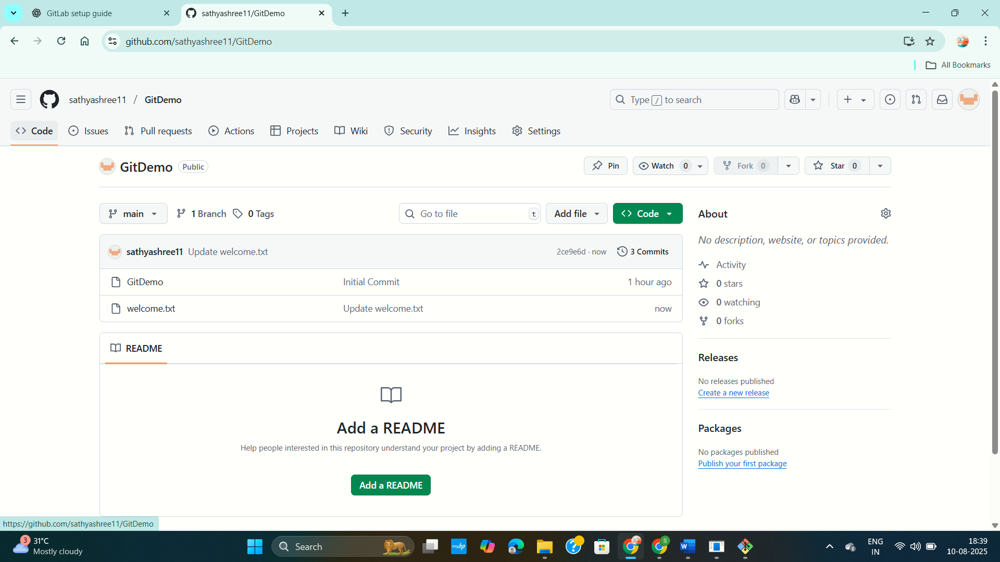 GitLab setup guide
sathyashree11/GitDemo
github.com/sathyashree11/GitDemo
All Bookmarks
sathyashree11 / GitDemo
Type / to search
Code Issues Pull requests Actions Projects Wiki Security Insights Settings
GitDemo Public
Pin Watch 0 Fork 0 Star 0
main 1 Branch 0 Tags
Go to file t Add file Code
sathyashree11 Update welcome.txt 2ce9e6d · now 3 Commits
GitDemo Initial Commit 1 hour ago
welcome.txt Update welcome.txt now
README
Add a README
Help people interested in this repository understand your project by adding a README.
Add a README
About
No description, website, or topics provided.
Activity
0 stars
0 watching
0 forks
Releases
No releases published
Create a new release
Packages
No packages published
Publish your first package
https://github.com/sathyashree11/GitDemo
3
31°C
Mostly cloudy
Search
myhp
S
W
ENG
IN
18:39
10-08-2025